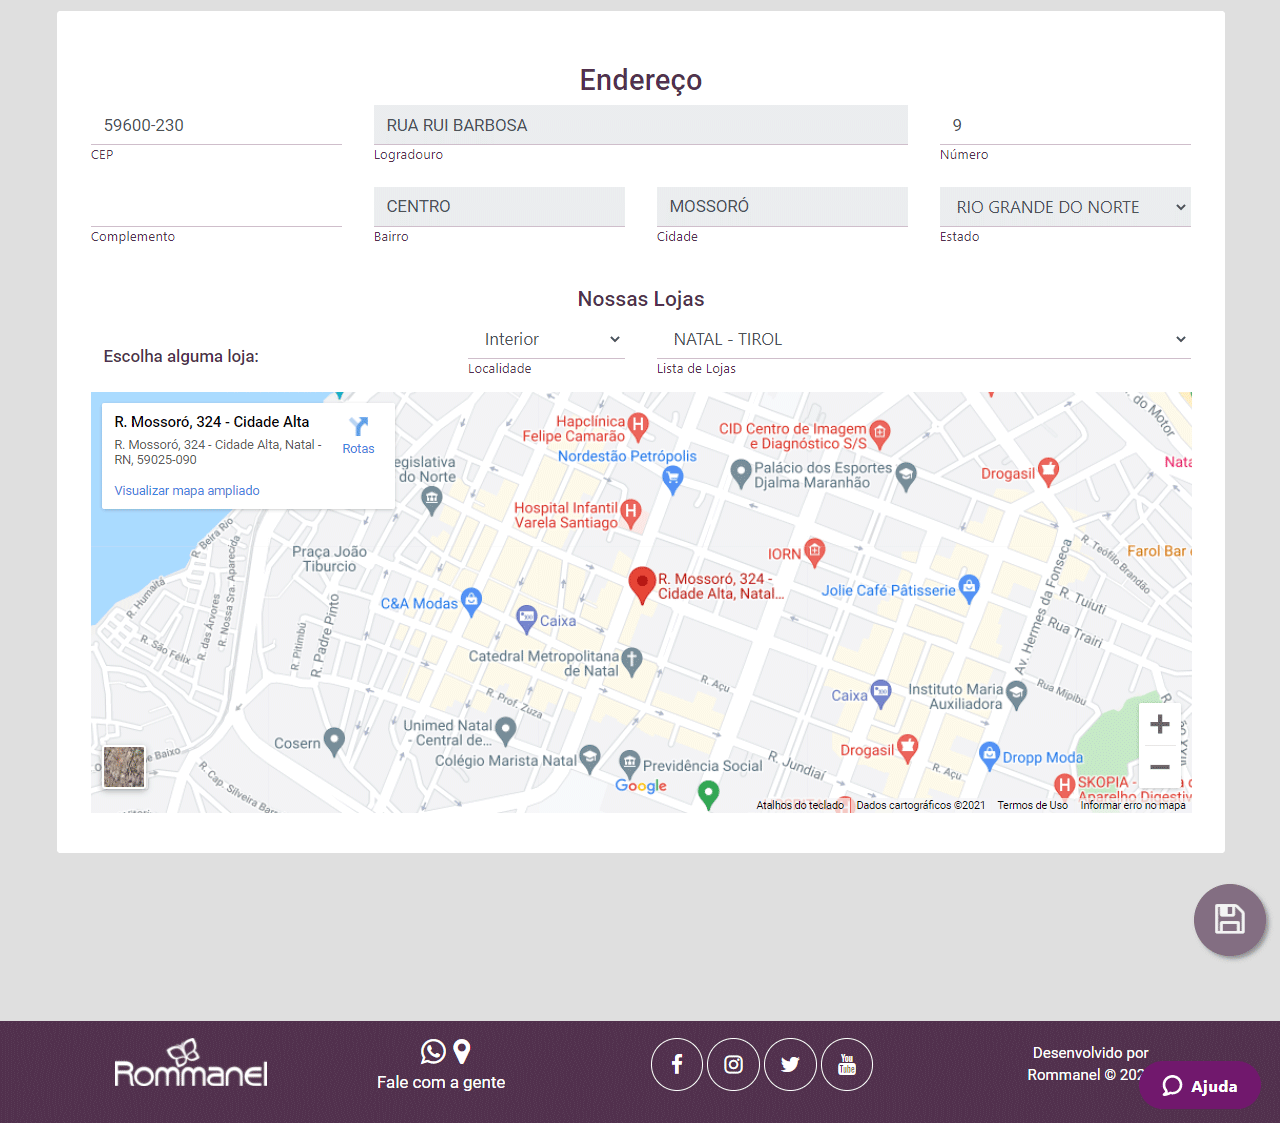 Endereço
59600-230
RUA RUI BARBOSA
9
CEP
Logradouro
Número
CENTRO
MOSSORÓ
RIO GRANDE DO NORTE
Complemento
Bairro
Cidade
Estado
Nossas Lojas
Escolha alguma loja:
Interior
NATAL - TIROL
Localidade
Lista de Lojas
R. Mossoró, 324 - Cidade Alta
R. Mossoró, 324 - Cidade Alta, Natal -
RN, 59025-090
Rotas
Visualizar mapa ampliado
egislativa
do Norte
Hapclínica
Felipe Camarão
Nordestão Petrópolis
CID Centro de Imagem
e Diagnóstico S/S
Palácio dos Esportes
Djalma Maranhão
Drogasil
do Motor
Nata
Hospital Infantil
Varela Santiago
IORN
R. Beira Rio
R. Nossa Sra. Aparecida
Praça João
Tiburcio
R. Humaitá
R. das Árvores
R. São Félix
R. Pitimbú
R. Padre Pinto
C&A Modas
Caixa
R. Mossoró, 324 -
Cidade Alta, Natal...
Jolie Café Pâtisserie
Av. Hermes da Fonseca
R. Teófilo Brandão
Farol Bar
R. Tuiuti
Rua Trairi
Catedral Metropolitana
de Natal
R. Açu
R. Prof. Zuza
Caixa
Instituto Maria
Auxiliadora
Rua Mipibu
Cosern
Unimed Natal
- Central de...
Colégio Marista Natal
Previdência Social
R. Jundiaí
Drogasil
R. Açu
Dropp Moda
de Baixo
R. Cap. Silveira Barr
SKOPIA -
Aparelho Digestiv
Google
Atalhos do teclado
Dados cartográficos ©2021
Termos de Uso
Informar erro no mapa
Rommanel
Fale com a gente
You
Tube
Desenvolvido por
Rommanel © 202
Ajuda